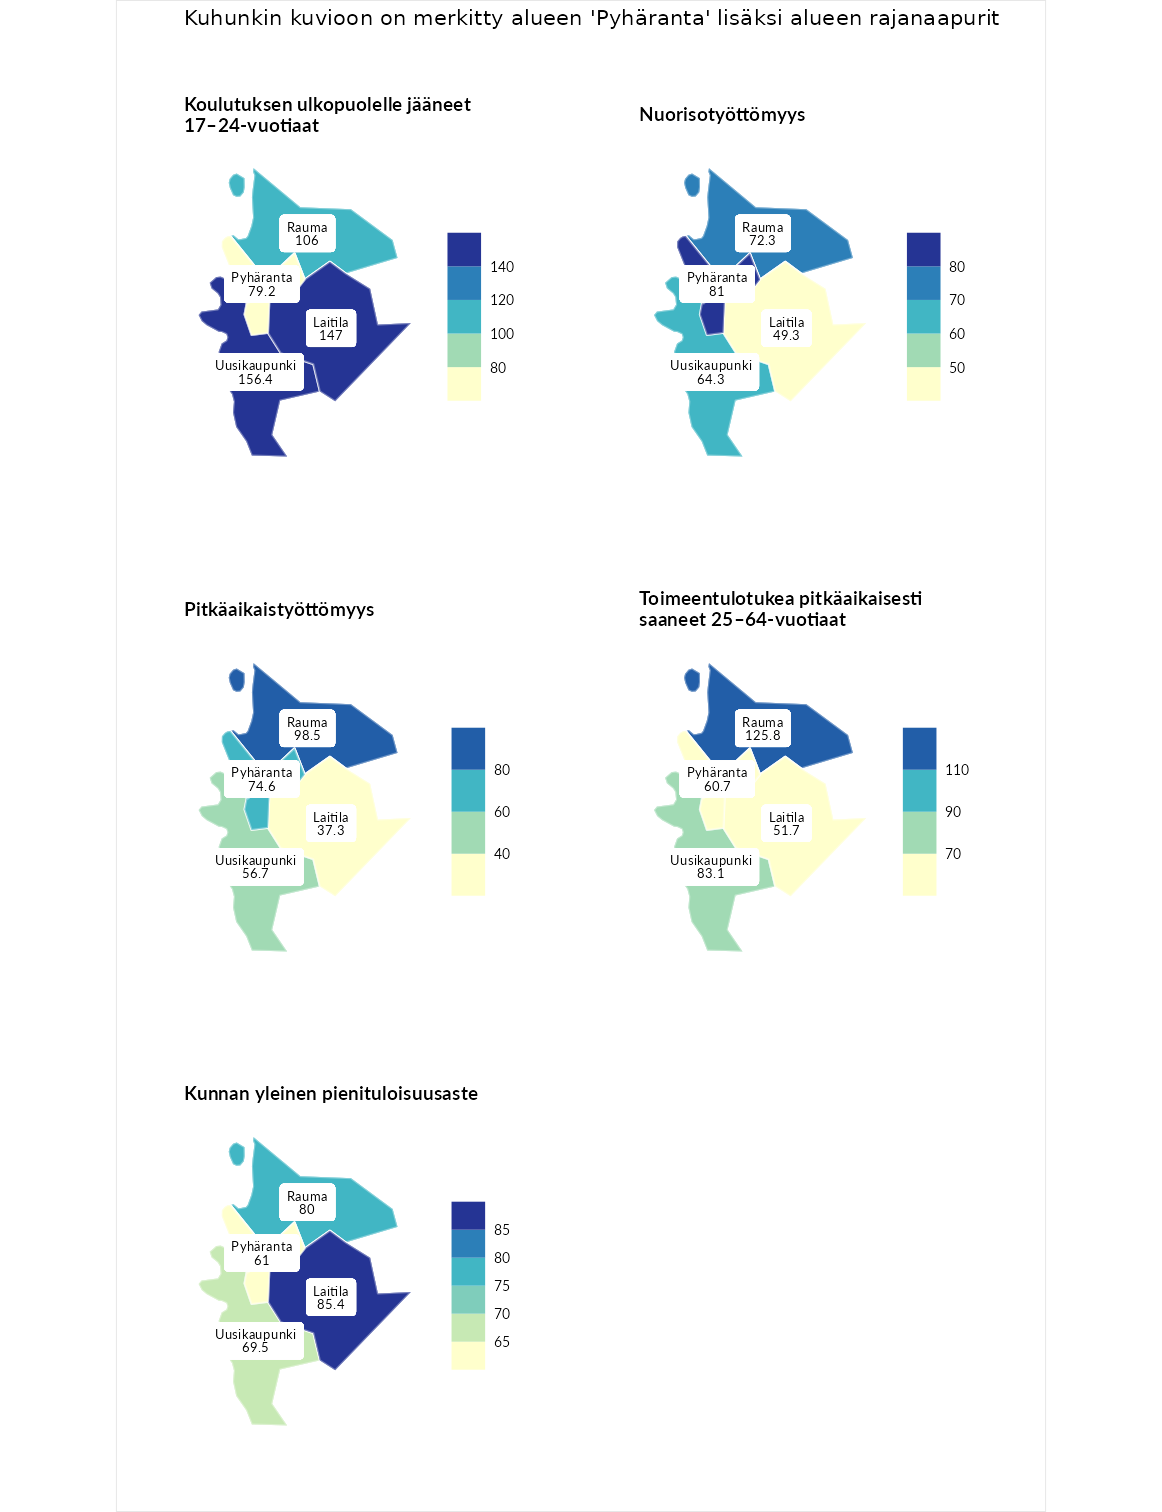 Kuhunkin kuvioon on merkitty alueen 'Pyhäranta' lisäksi alueen rajanaapurit
Koulutuksen ulkopuolelle jääneet
17–24-vuotiaat
Rauma
106
Pyhäranta
79.2
Laitila
147
Uusikaupunki
156.4
140
120
100
80
Nuorisotyöttömyys
Rauma
72.3
Pyhäranta
81
Laitila
49.3
Uusikaupunki
64.3
80
70
60
50
Pitkäaikaistyöttömyys
Rauma
98.5
Pyhäranta
74.6
Laitila
37.3
Uusikaupunki
56.7
80
60
40
Toimeentulotukea pitkäaikaisesti
saaneet 25–64-vuotiaat
Rauma
125.8
Pyhäranta
60.7
Laitila
51.7
Uusikaupunki
83.1
110
90
70
Kunnan yleinen pienituloisuusaste
Rauma
80
Pyhäranta
61
Laitila
85.4
Uusikaupunki
69.5
85
80
75
70
65